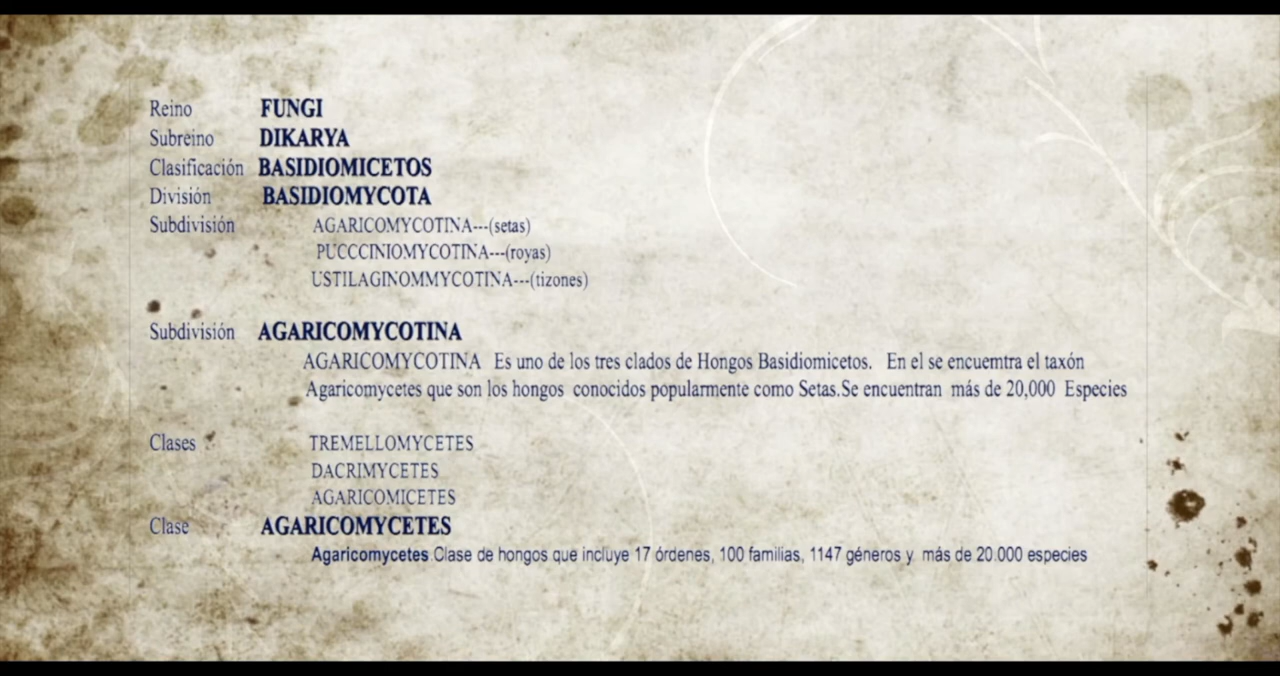 Reino FUNGI
Subreino DIKARYA
Clasificación BASIDIOMICETOS
División BASIDIOMYCOTA
Subdivisión AGARICOMYCOTINA---(setas)
PUCCCINIOMYCOTINA---(royas)
USTILAGINOMMYCOTINA---(tizones)
Subdivisión AGARICOMYCOTINA
AGARICOMYCOTINA Es uno de los tres clados de Hongos Basidiomicetos. En el se encuemtra el taxón
Agaricomycetes que son los hongos conocidos popularmente como Setas.Se encuentran más de 20,000 Especies
Clases TREMELLOMYCETES
DACRIMYCETES
AGARICOMICETES
Clase AGARICOMYCETES
Agaricomycetes.Clase de hongos que incluye 17 órdenes, 100 familias, 1147 géneros y más de 20.000 especies